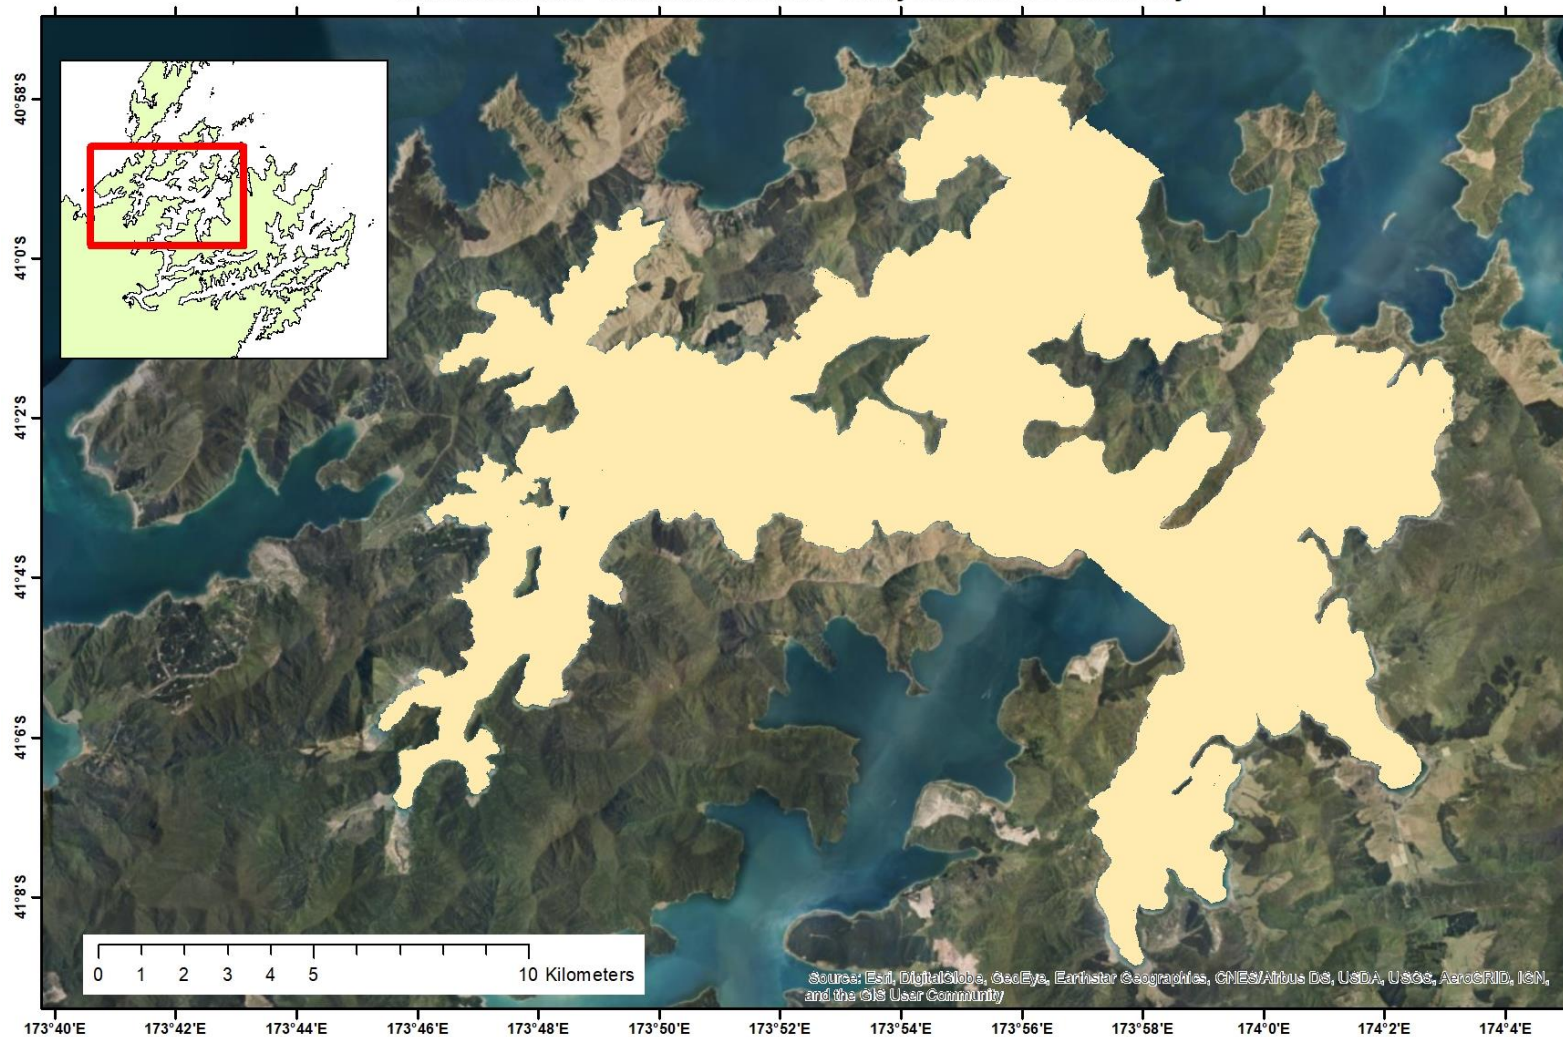 40°58'S
41°0'S
41°2'S
41°4'S
41°6'S
41°8'S
0 1 2 3 4 5 10 Kilometers
Source: Esri, DigitalGlobe, GeoEye, Earthstar Geographics, CNES/Airbus DS, USDA, USGS, AeroGRID, IGN,
and the GIS User Community
173°40'E 173°42'E 173°44'E 173°46'E 173°48'E 173°50'E 173°52'E 173°54'E 173°56'E 173°58'E 174°0'E 174°2'E 174°4'E